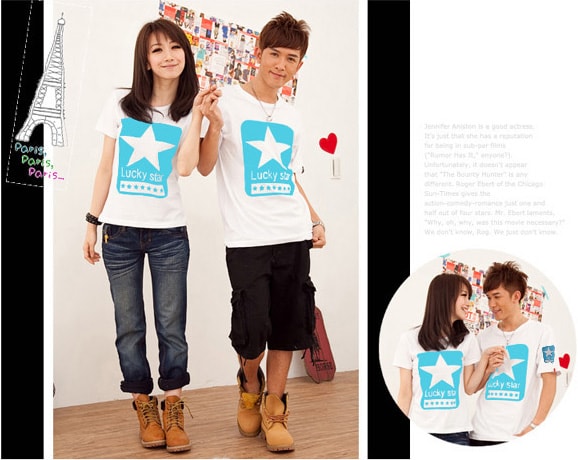 Paris,
Paris,
Paris...
Lucky star
Lucky star
Jennifer Aniston is a good actress.
It's just that she has a reputation
for being in sub-par films
("Rumor Has It," anyone?).
Unfortunately, it doesn't appear
that "The Bounty Hunter" is any
different. Roger Ebert of the Chicago
Sun-Times gives the
action-comedy-romance just one and
half out of four stars. Mr. Ebert laments,
"Why, oh, why, was this movie necessary?"
We don't know, Rog. We just don't know.
Lucky star
Lucky star